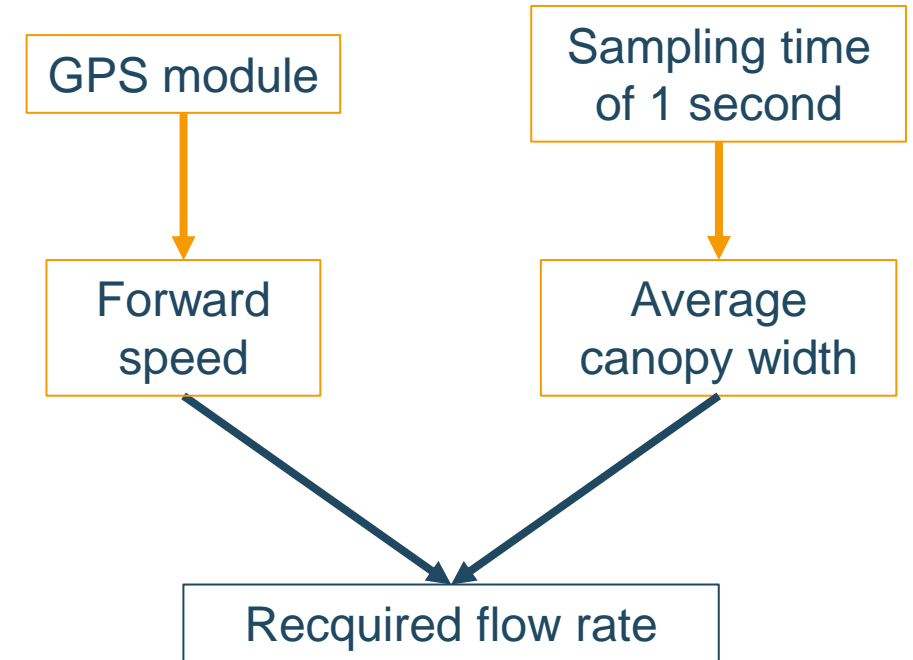 GPS module
Sampling time
of 1 second
Forward
speed
Average
canopy width
Recquired flow rate